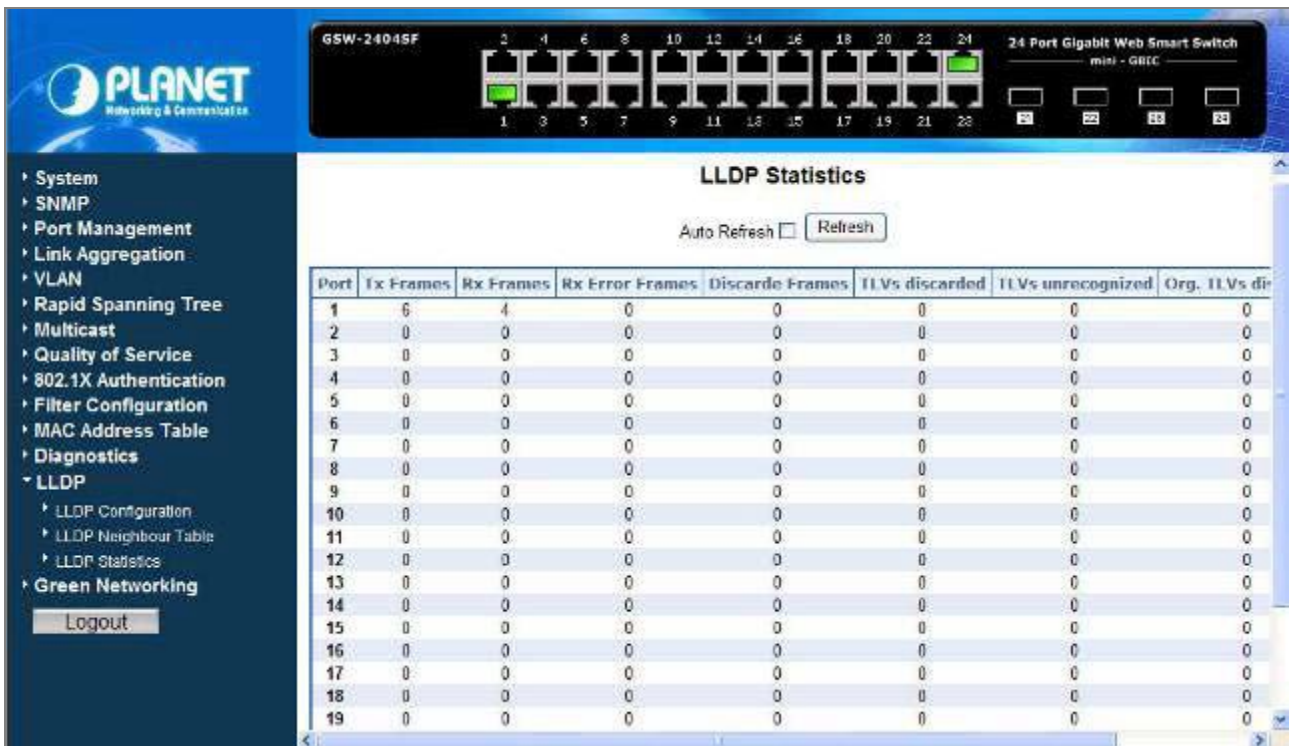 PLANET
Networking & Communication
GSW-2404SF
2 4 6 8 10 12 14 16 18 20 22 24
1 3 5 7 9 11 13 15 17 19 21 23
24 Port Gigabit Web Smart Switch
mini - GBIC
21 22 23 24
System
SNMP
Port Management
Link Aggregation
VLAN
Rapid Spanning Tree
Multicast
Quality of Service
802.1X Authentication
Filter Configuration
MAC Address Table
Diagnostics
LLDP
LLDP Configuration
LLDP Neighbour Table
LLDP Statistics
Green Networking
Logout
LLDP Statistics
Auto Refresh Refresh
Port Tx Frames Rx Frames Rx Error Frames Discarde Frames TLVs discarded TLVs unrecognized Org. TLVs dis
1 6 4 0 0 0 0 0
2 0 0 0 0 0 0 0
3 0 0 0 0 0 0 0
4 0 0 0 0 0 0 0
5 0 0 0 0 0 0 0
6 0 0 0 0 0 0 0
7 0 0 0 0 0 0 0
8 0 0 0 0 0 0 0
9 0 0 0 0 0 0 0
10 0 0 0 0 0 0 0
11 0 0 0 0 0 0 0
12 0 0 0 0 0 0 0
13 0 0 0 0 0 0 0
14 0 0 0 0 0 0 0
15 0 0 0 0 0 0 0
16 0 0 0 0 0 0 0
17 0 0 0 0 0 0 0
18 0 0 0 0 0 0 0
19 0 0 0 0 0 0 0